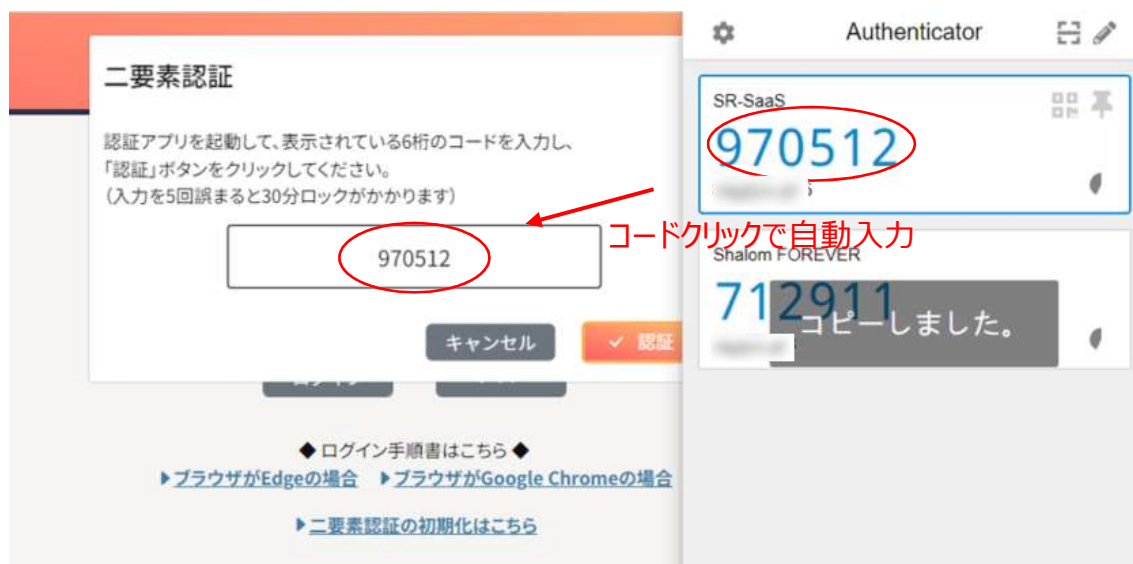 二要素認証
認証アプリを起動して、表示されている6桁のコードを入力し、
「認証」ボタンをクリックしてください。
(入力を5回誤まると30分ロックがかかります)
970512
キャンセル
認証
◆ ログイン手順書はこちら ◆
ブラウザがEdgeの場合 ブラウザがGoogle Chromeの場合
二要素認証の初期化はこちら
コードクリックで自動入力
Authenticator
SR-SaaS
970512
Shalom FOREVER
712911
コピーしました。